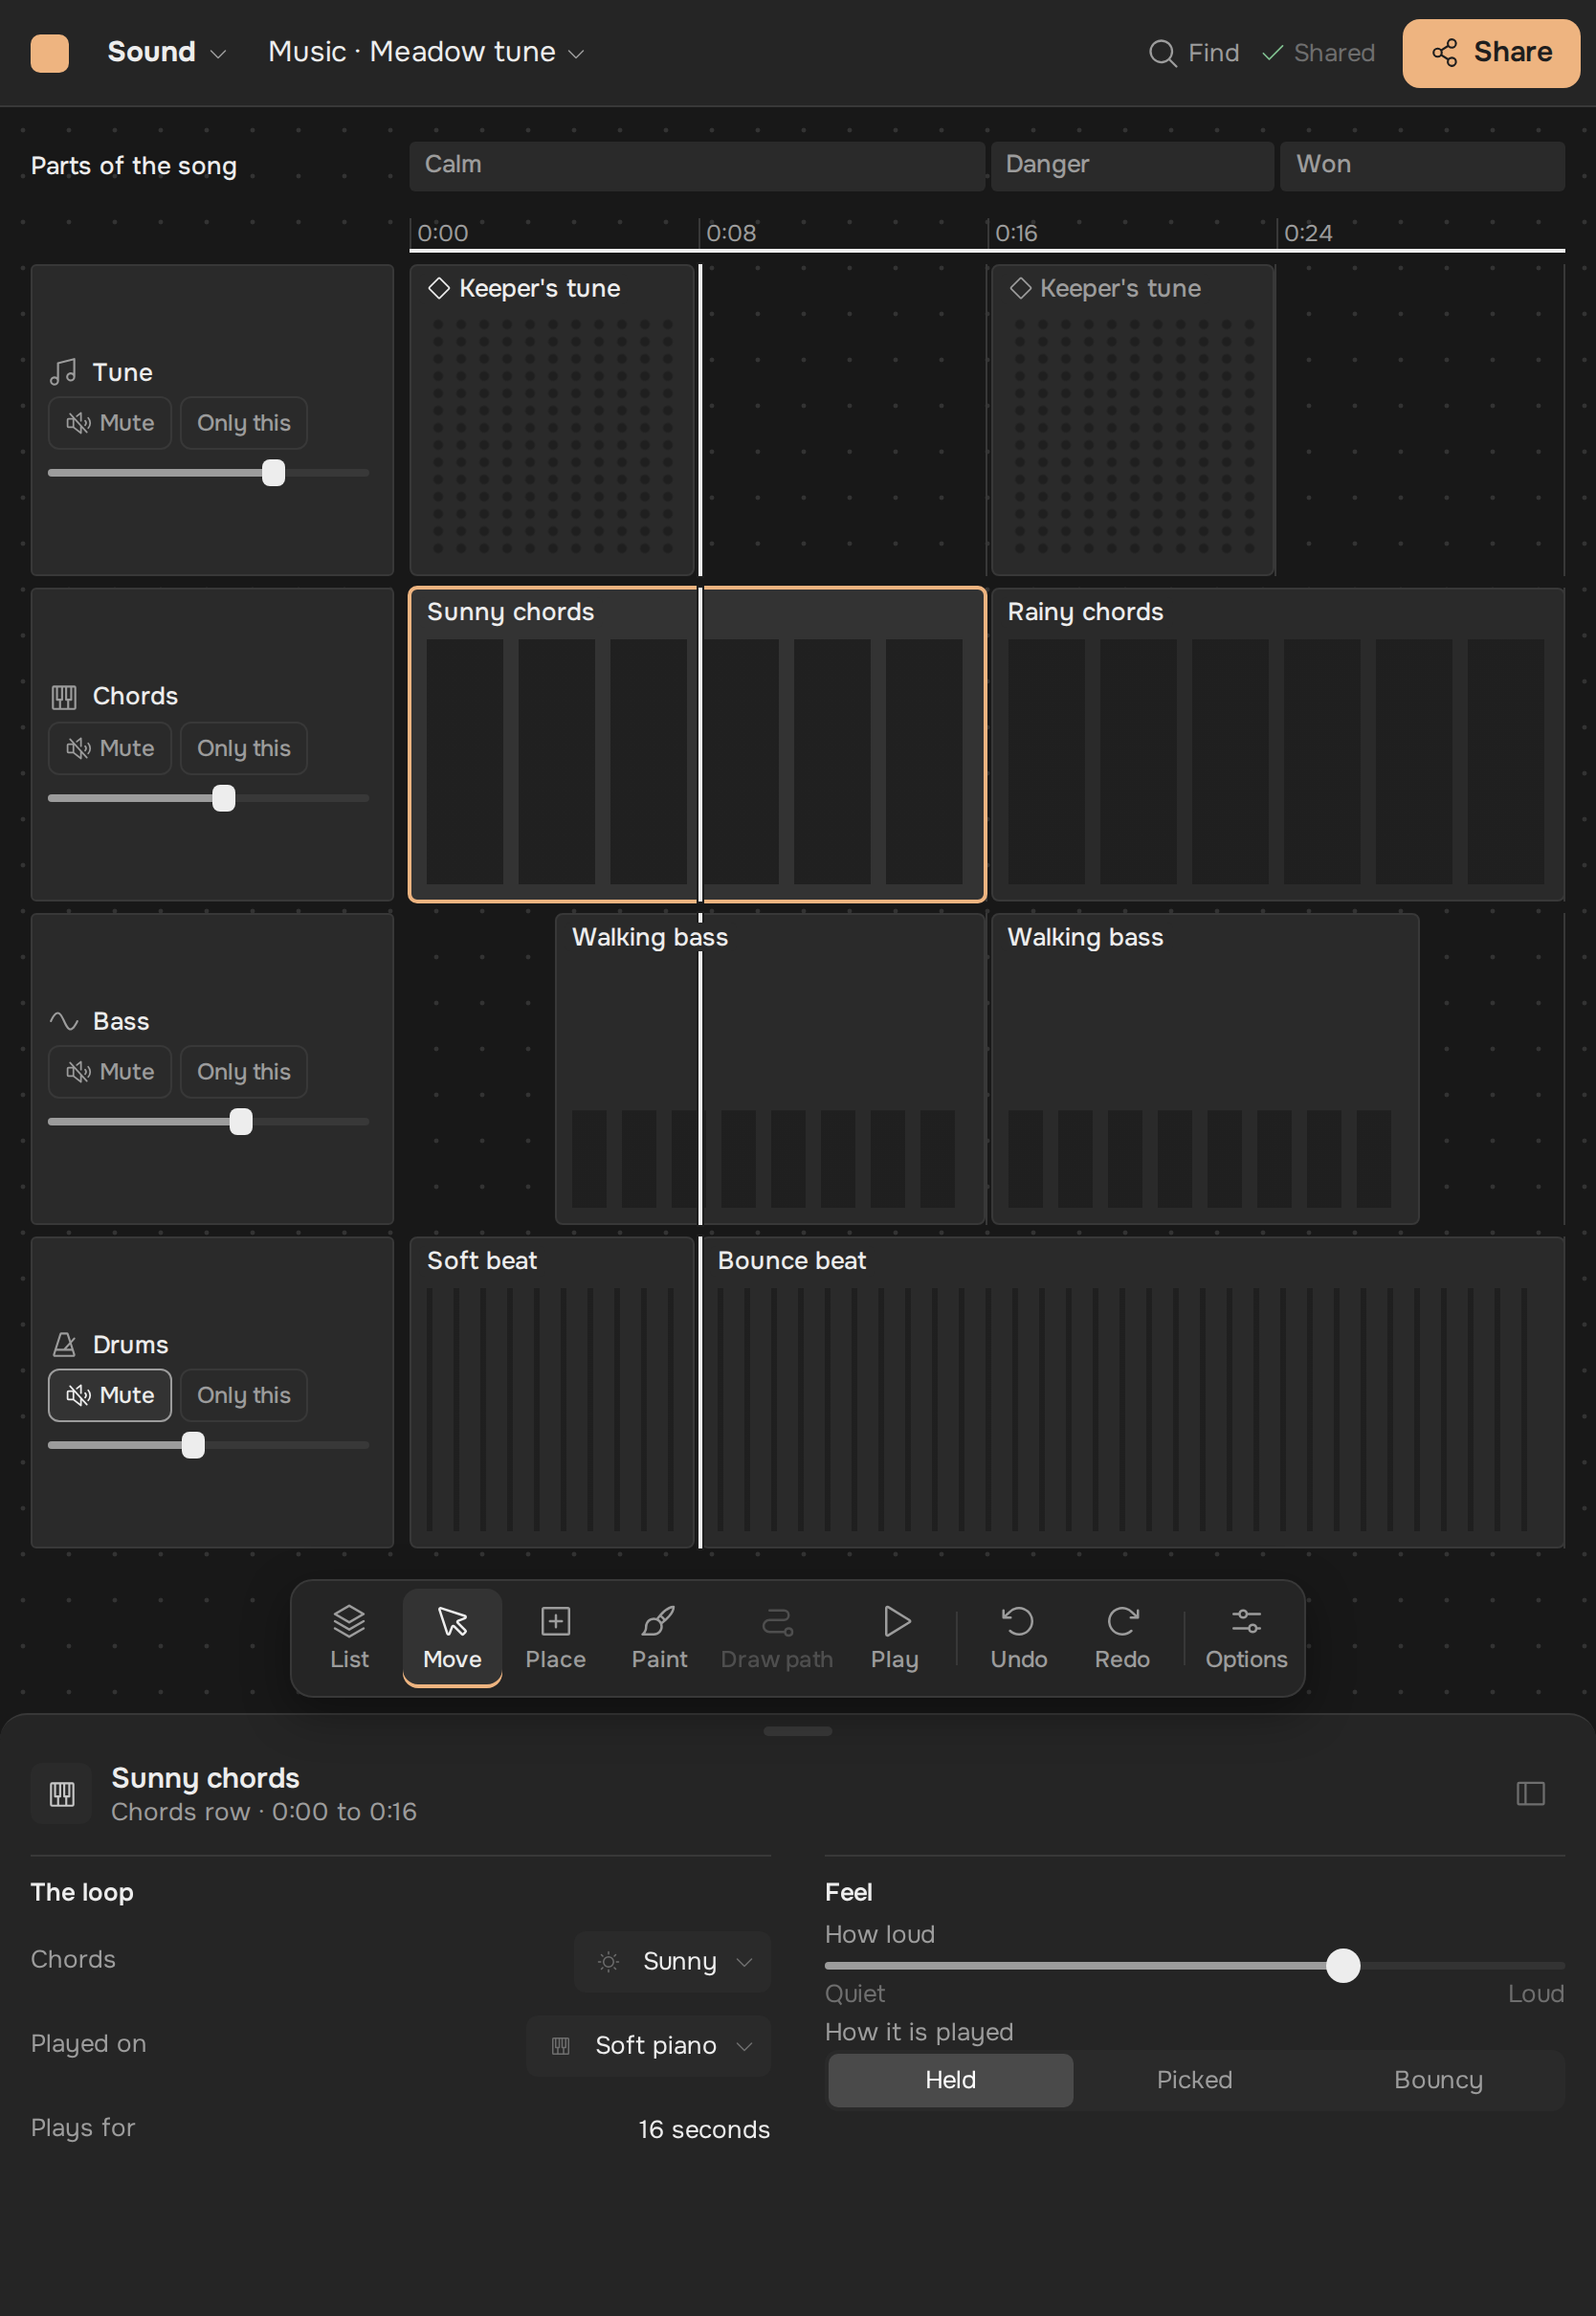 Sound
Music · Meadow tune
Find
Shared
Share
Parts of the song
Calm
Danger
Won
0:00
0:08
0:16
0:24
Tune
Mute
Only this
Keeper's tune
Keeper's tune
Chords
Mute
Only this
Sunny chords
Rainy chords
Bass
Mute
Only this
Walking bass
Walking bass
Drums
Mute
Only this
Soft beat
Bounce beat
List
Move
Place
Paint
Draw path
Play
Undo
Redo
Options
Sunny chords
Chords row · 0:00 to 0:16
The loop
Chords
Sunny
Played on
Soft piano
Plays for
16 seconds
Feel
How loud
Quiet
Loud
How it is played
Held
Picked
Bouncy